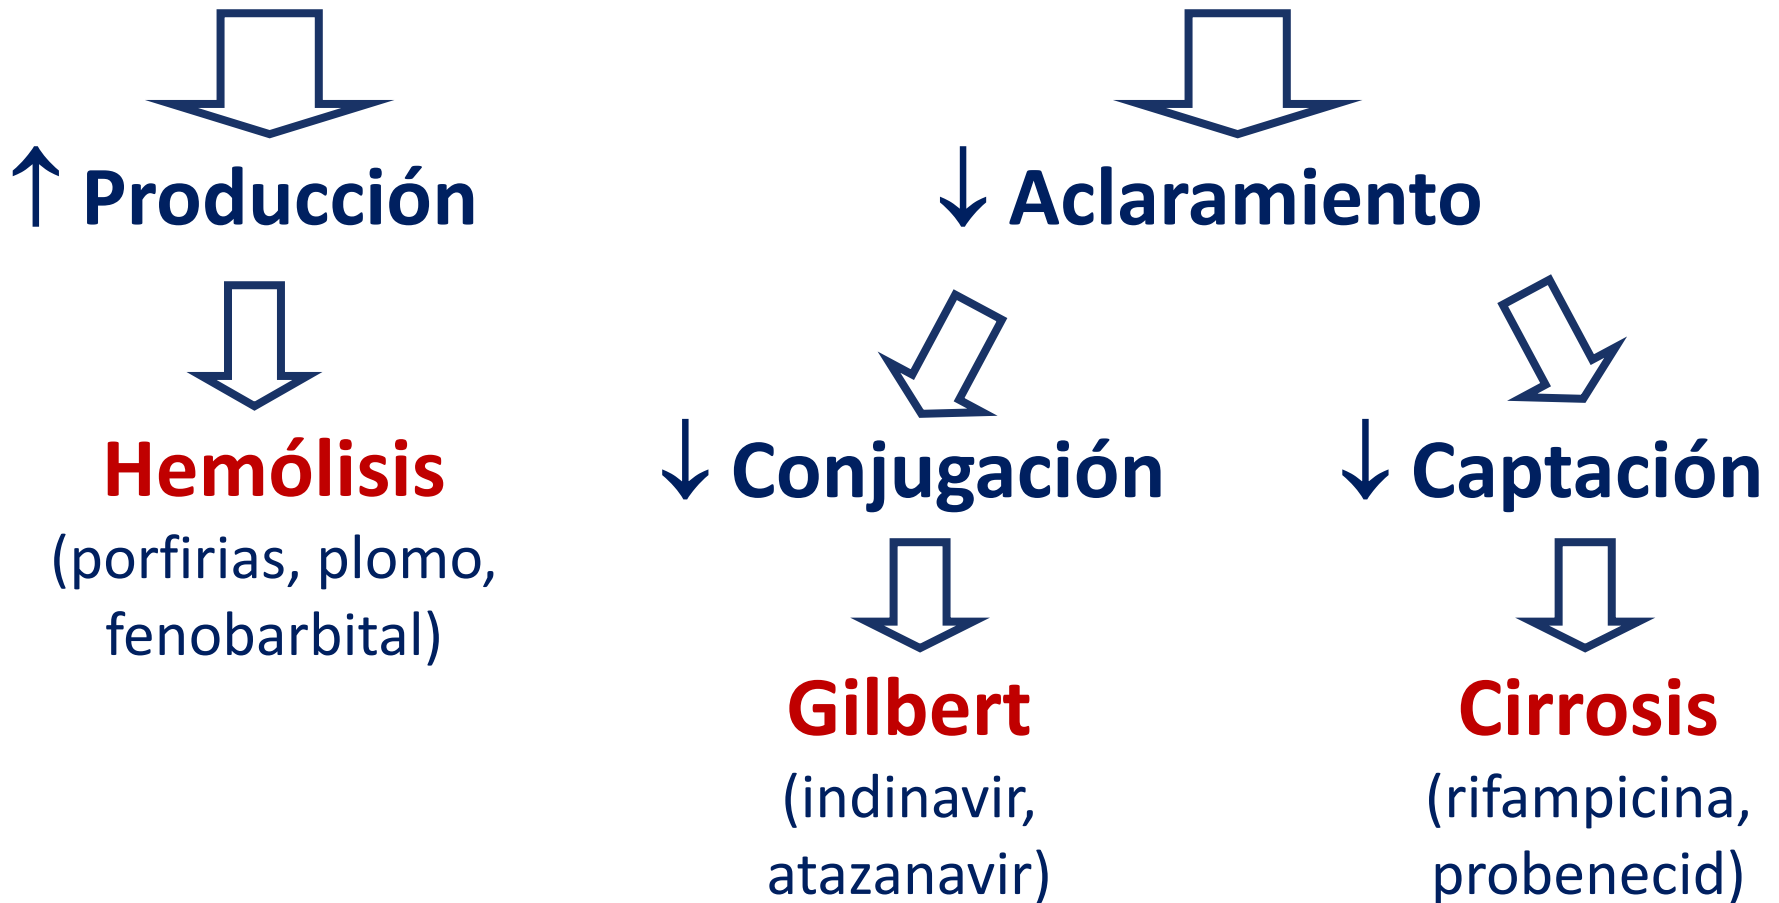 ↑ Producción
↓ Aclaramiento
Hemólisis
(porfirias, plomo,
fenobarbital)
↓ Conjugación
↓ Captación
Gilbert
(indinavir,
atazanavir)
Cirrosis
(rifampicina,
probenecid)